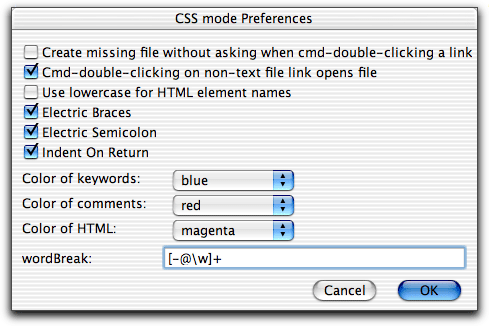 CSS mode Preferences
Create missing file without asking when cmd-double-clicking a link
Cmd-double-clicking on non-text file link opens file
Use lowercase for HTML element names
Electric Braces
Electric Semicolon
Indent On Return
Color of keywords: blue
Color of comments: red
Color of HTML: magenta
wordBreak: [-@\w]+
Cancel OK